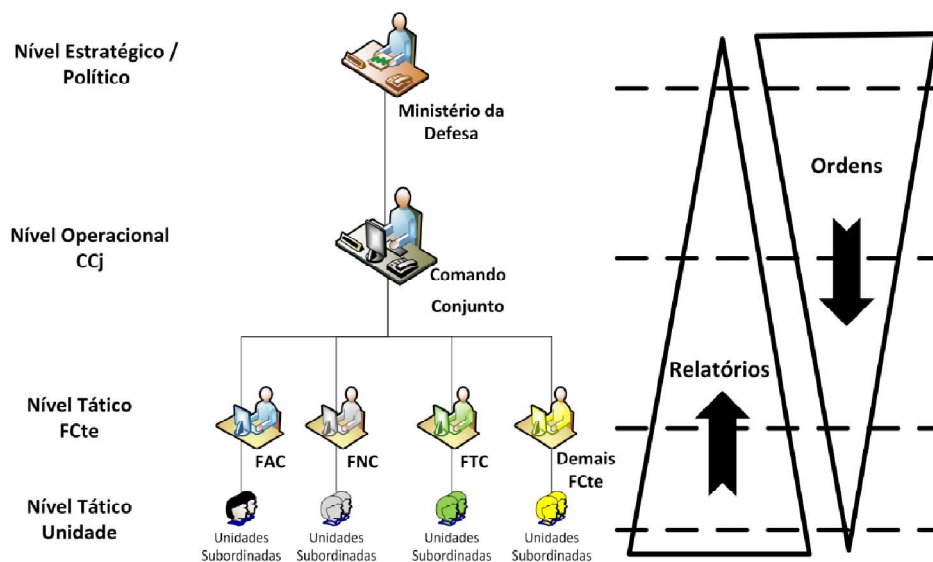 Nível Estratégico /
Político
Ministério da
Defesa
Ordens
Nível Operacional
CCj
Comando
Conjunto
Relatórios
Nível Tático
FCte
FAC
FNC
FTC
Demais
FCte
Nível Tático
Unidade
Unidades
Subordinadas
Unidades
Subordinadas
Unidades
Subordinadas
Unidades
Subordinadas